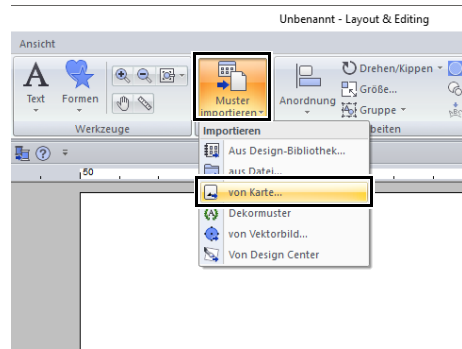 Unbenannt - Layout & Editing
Ansicht
Text
Formen
Muster importieren
Anordnung
Drehen/Kippen
Größe...
Gruppe
Werkzeuge
beiten
Importieren
50
Aus Design-Bibliothek...
aus Datei...
von Karte...
Dekormuster
von Vektorbild...
Von Design Center